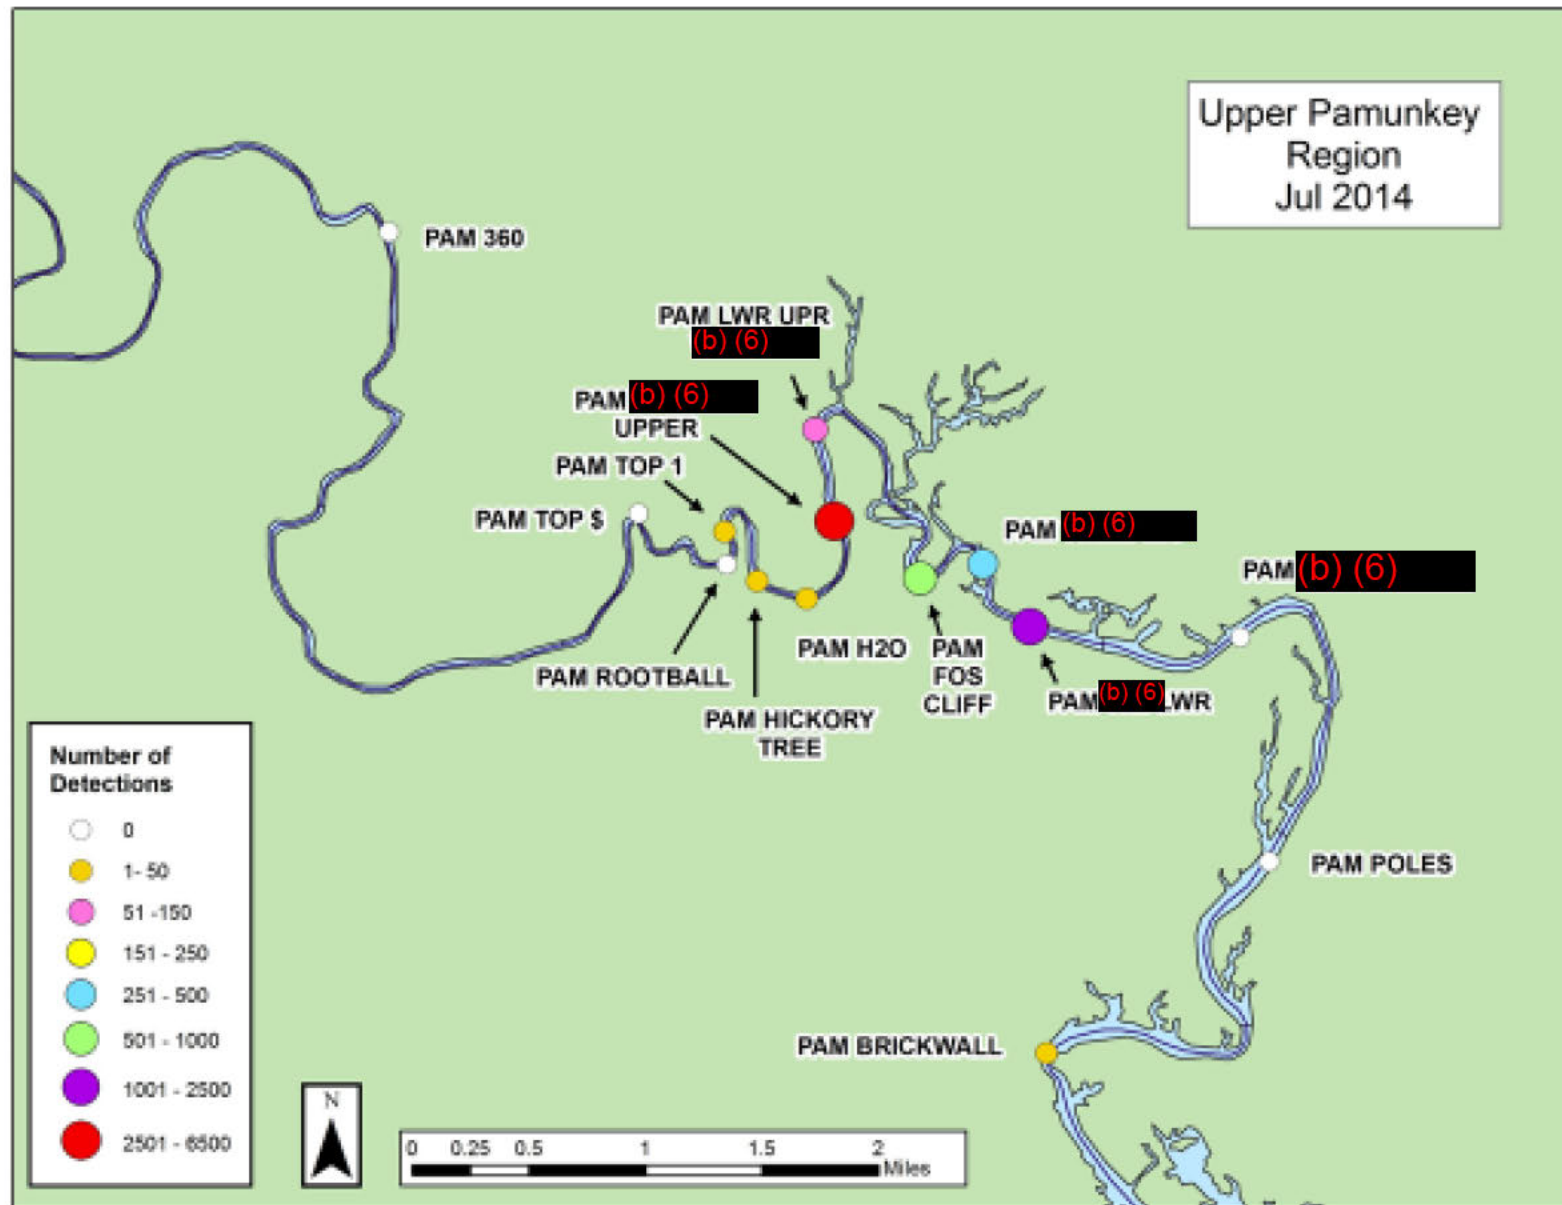 Upper Pamunkey
Region
Jul 2014
PAM 360
PAM LWR UPR
(b) (6)
PAM (b) (6)
UPPER
PAM TOP 1
PAM TOP $
PAM (b) (6)
PAM (b) (6)
PAM H2O
PAM
FOS
CLIFF
PAM ROOTBALL
PAM (b) (6) LWR
PAM HICKORY
TREE
PAM POLES
PAM BRICKWALL
Number of
Detections
0
1- 50
51 -150
151 - 250
251 - 500
501 - 1000
1001 - 2500
2501 - 6500
N
0 0.25 0.5 1 1.5 2
Miles